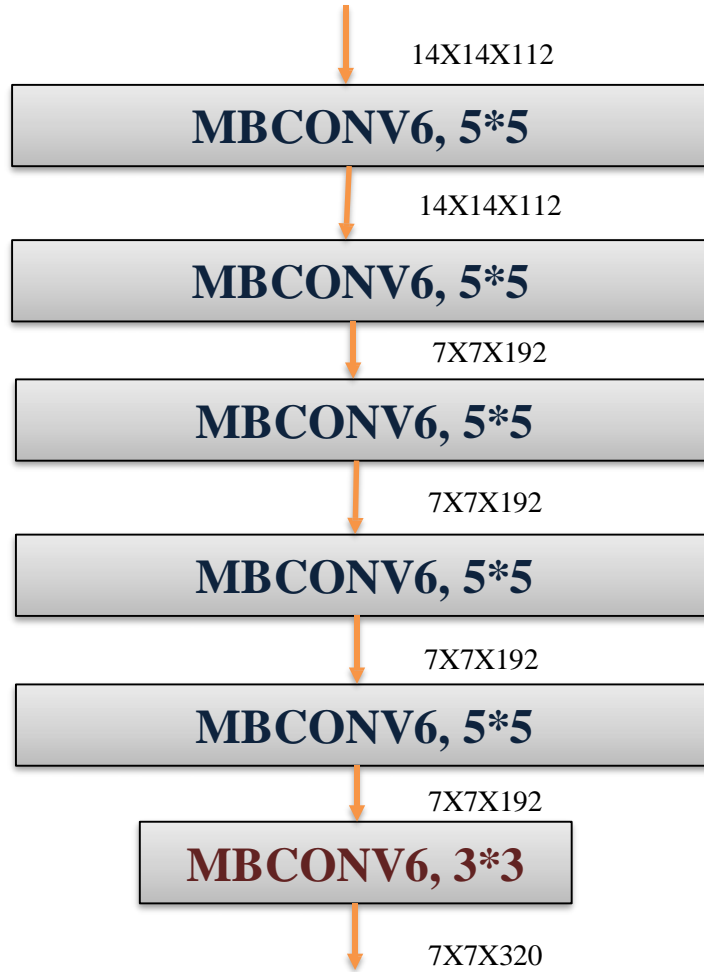 14X14X112
MBCONV6, 5*5
14X14X112
MBCONV6, 5*5
7X7X192
MBCONV6, 5*5
7X7X192
MBCONV6, 5*5
7X7X192
MBCONV6, 5*5
7X7X192
MBCONV6, 3*3
7X7X320